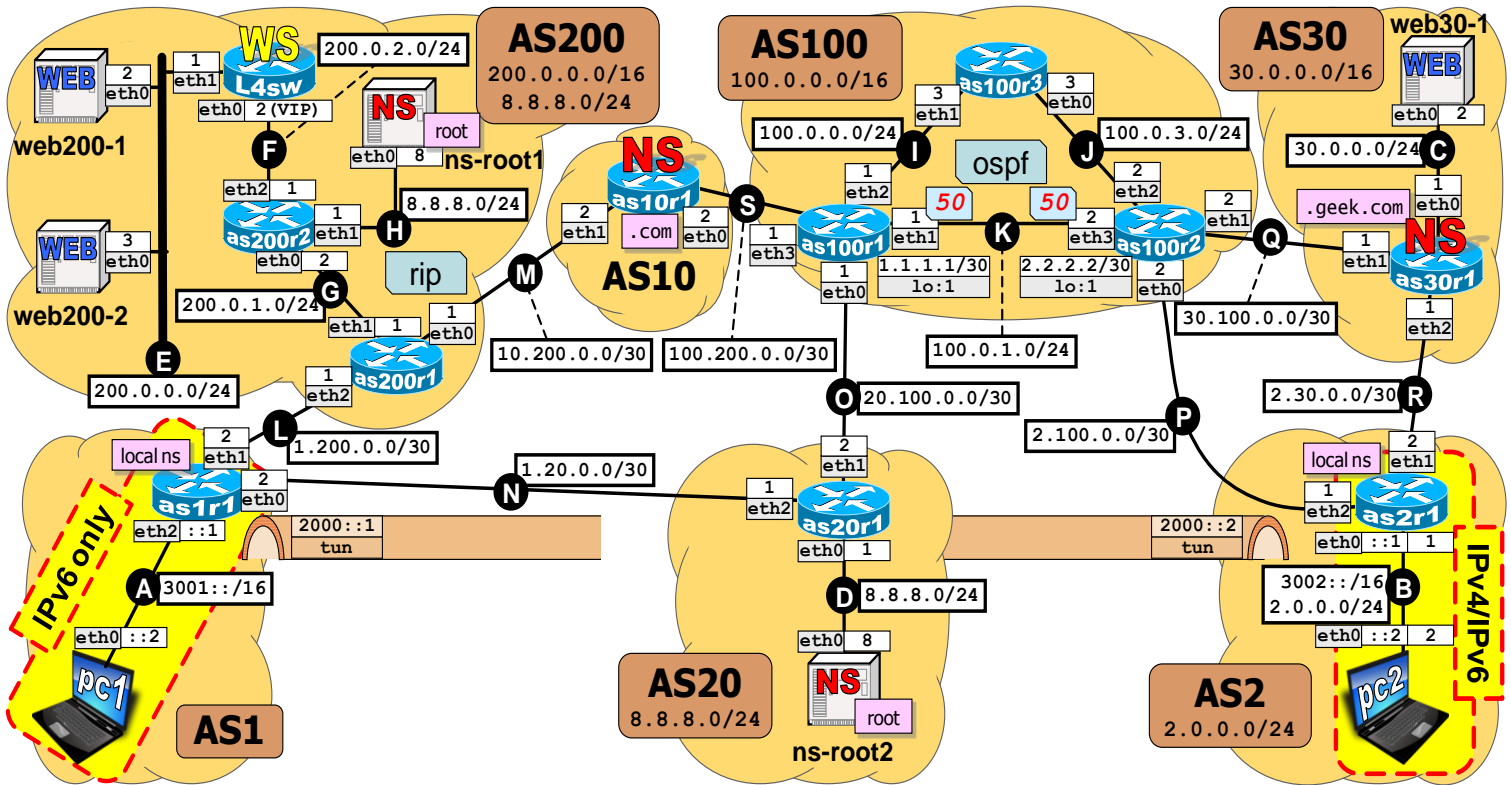 WS
200.0.2.0/24
AS200
200.0.0.0/16
8.8.8.0/24
WEB
2
eth0
1
eth1
L4sw
eth0
2(VIP)
web200-1
F
NS
root
ns-root1
eth0
8
eth2
1
8.8.8.0/24
as200r2
1
eth1
H
WEB
3
eth0
web200-2
eth0
2
rip
G
200.0.1.0/24
eth1
1
1
eth0
as200r1
1
eth2
E
200.0.0.0/24
L
1.200.0.0/30
M
10.200.0.0/30
NS
as10r1
2
eth1
.com
2
eth0
AS10
S
100.200.0.0/30
AS100
100.0.0.0/16
as100r3
3
eth1
3
eth0
100.0.0.0/24
I
J
100.0.3.0/24
ospf
1
eth2
2
eth2
50
50
1
eth3
as100r1
1
eth1
K
2
eth3
as100r2
2
eth1
1
eth0
1.1.1.1/30
lo:1
2.2.2.2/30
lo:1
2
eth0
100.0.1.0/24
Q
30.100.0.0/30
AS30
30.0.0.0/16
web30-1
WEB
eth0
2
30.0.0.0/24
C
1
eth0
.geek.com
NS
1
eth1
as30r1
1
eth2
2.30.0.0/30
R
O
20.100.0.0/30
P
2.100.0.0/30
local ns
2
eth1
as1r1
2
eth0
1.20.0.0/30
N
eth2
::1
IPv6 only
2000::1
tun
A
3001::/16
eth0
::2
pc1
AS1
2
eth1
1
eth2
as20r1
eth0
1
D
8.8.8.0/24
eth0
8
NS
root
ns-root2
AS20
8.8.8.0/24
2000::2
tun
local ns
2
eth1
1
eth2
as2r1
eth0
::1
1
IPv4/IPv6
3002::/16
2.0.0.0/24
B
eth0
::2
2
pc2
AS2
2.0.0.0/24